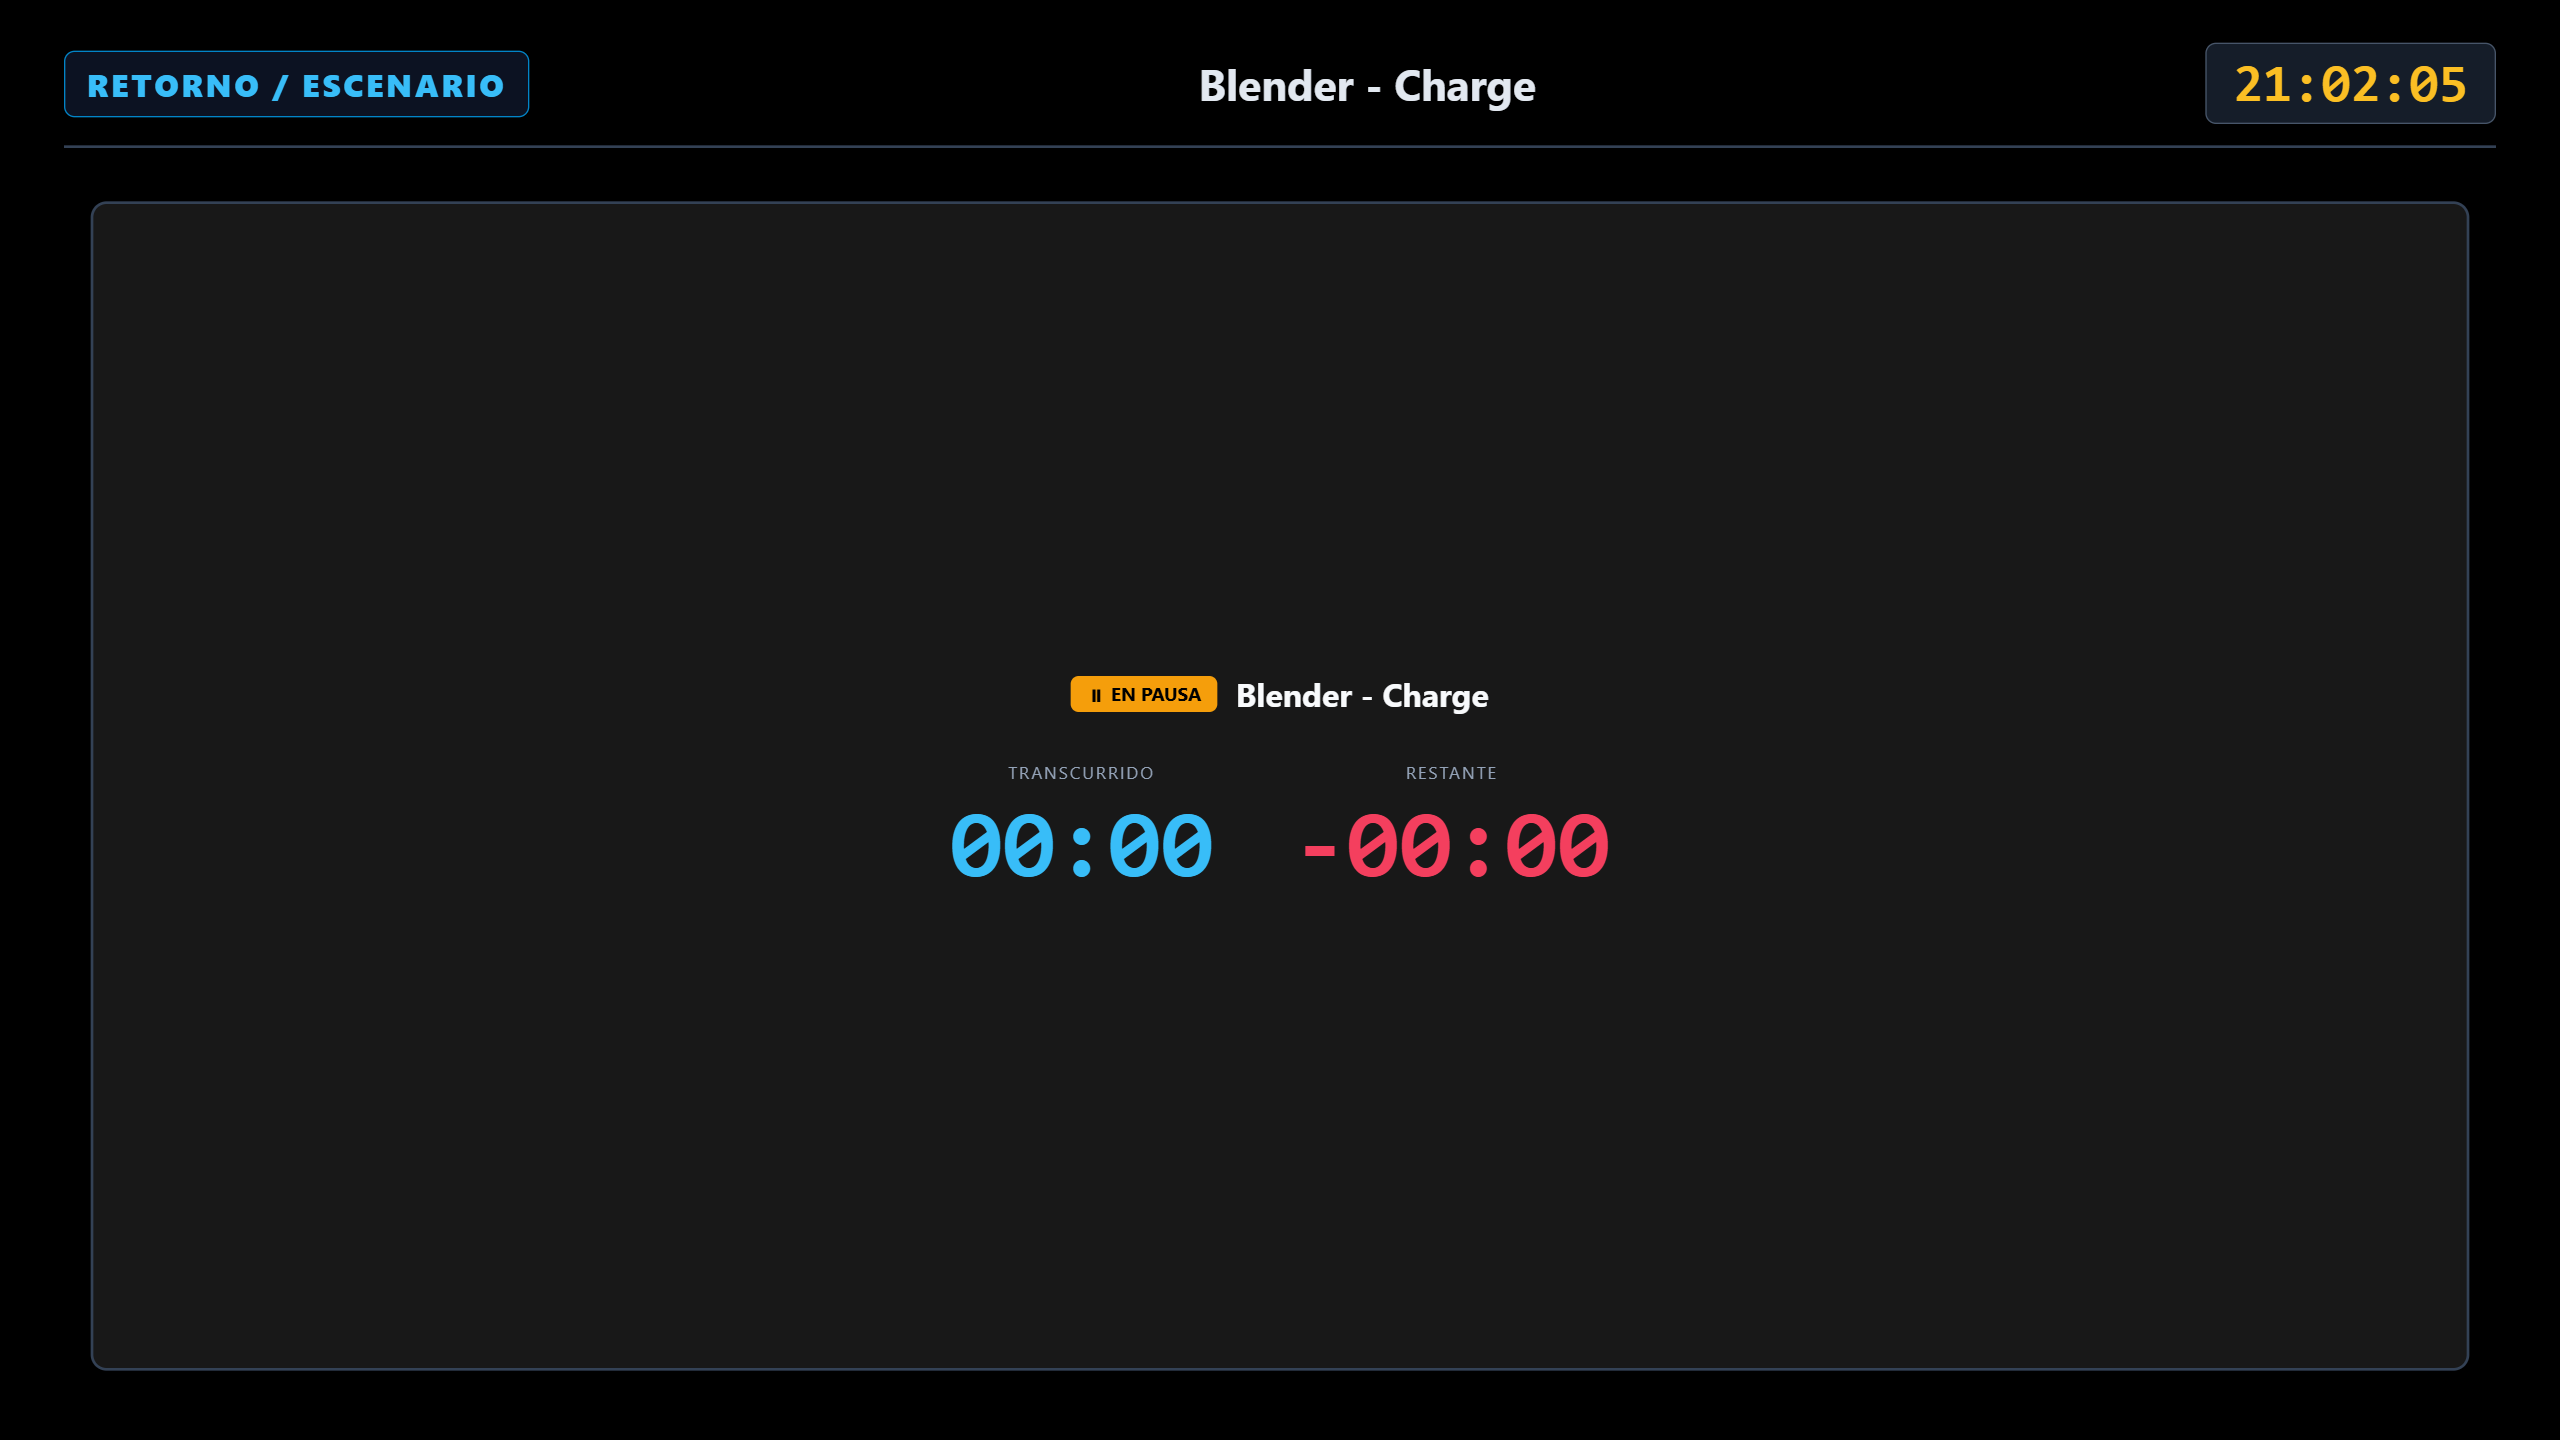 RETORNO / ESCENARIO
Blender - Charge
21:02:05
⏸ EN PAUSA
Blender - Charge
TRANSCURRIDO
RESTANTE
00:00
-00:00